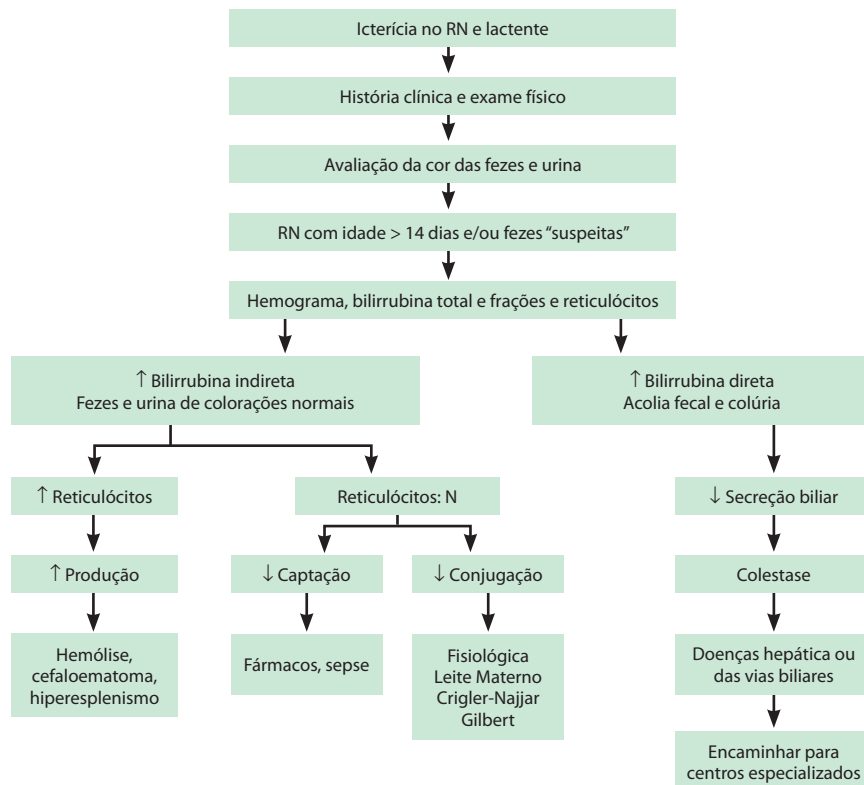 Icterícia no RN e lactente
História clínica e exame físico
Avaliação da cor das fezes e urina
RN com idade > 14 dias e/ou fezes “suspeitas”
Hemograma, bilirrubina total e frações e reticulócitos
↑ Bilirrubina indireta
Fezes e urina de colorações normais
↑ Bilirrubina direta
Acolia fecal e colúria
↑ Reticulócitos
Reticulócitos: N
↓ Secreção biliar
↑ Produção
↓ Captação
↓ Conjugação
Colestase
Hemólise,
cefaloematoma,
hiperesplenismo
Fármacos, sepse
Fisiológica
Leite Materno
Crigler-Najjar
Gilbert
Doenças hepática ou
das vias biliares
Encaminhar para
centros especializados